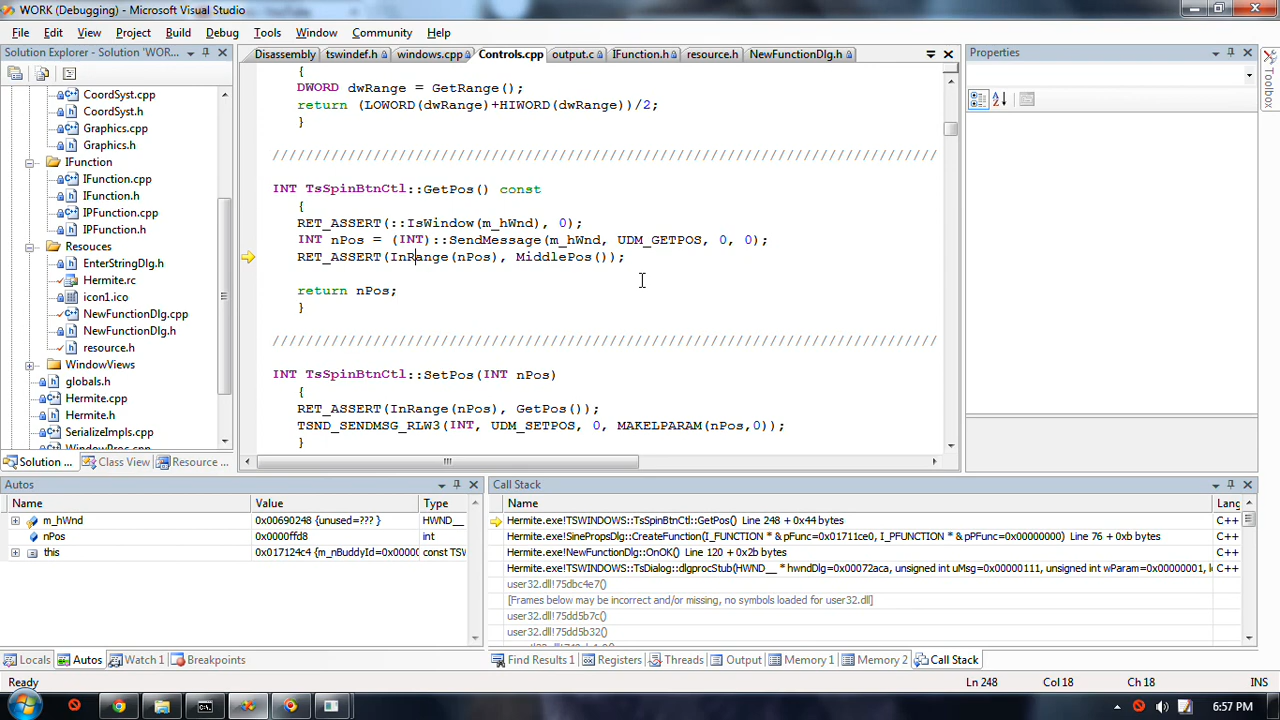 WORK (Debugging) - Microsoft Visual Studio
File Edit View Project Build Debug Tools Window Community Help
Solution Explorer - Solution 'WOR...
Disassembly tswindef.h windows.cpp Controls.cpp output.c IFunction.h resource.h NewFunctionDlg.h
Properties
Toolbox
CoordSyst.cpp
CoordSyst.h
Graphics.cpp
Graphics.h
IFunction
IFunction.cpp
IFunction.h
IPFunction.cpp
IPFunction.h
Resouces
EnterStringDlg.h
Hermite.rc
icon1.ico
NewFunctionDlg.cpp
NewFunctionDlg.h
resource.h
WindowViews
globals.h
Hermite.cpp
Hermite.h
SerializeImpls.cpp
WindowProc.cpp
Solution ... Class View Resource ...
{
DWORD dwRange = GetRange();
return (LOWORD(dwRange)+HIWORD(dwRange))/2;
}
///////////////////////////////////////////////////////////////////////////////
INT TsSpinBtnCtl::GetPos() const
{
RET_ASSERT(::IsWindow(m_hWnd), 0);
INT nPos = (INT)::SendMessage(m_hWnd, UDM_GETPOS, 0, 0);
RET_ASSERT(InRange(nPos), MiddlePos());
return nPos;
}
///////////////////////////////////////////////////////////////////////////////
INT TsSpinBtnCtl::SetPos(INT nPos)
{
RET_ASSERT(InRange(nPos), GetPos());
TSND_SENDMSG_RLW3(INT, UDM_SETPOS, 0, MAKELPARAM(nPos,0));
}
Autos
Name Value Type
m_hWnd 0x00690248 {unused=??? } HWND__
nPos 0x0000ffd8 int
this 0x017124c4 {m_nBuddyId=0x0000 const TSW
Locals Autos Watch 1 Breakpoints
Call Stack
Name Lang
Hermite.exe!TSWINDOWS::TsSpinBtnCtl::GetPos() Line 248 + 0x44 bytes C++
Hermite.exe!SinePropsDlg::CreateFunction(I_FUNCTION * & pFunc=0x01711ce0, I_PFUNCTION * & pPFunc=0x00000000) Line 76 + 0xb bytes C++
Hermite.exe!NewFunctionDlg::OnOK() Line 120 + 0x2b bytes C++
Hermite.exe!TSWINDOWS::TsDialog::dlgprocStub(HWND__ * hwndDlg=0x00072aca, unsigned int uMsg=0x00000111, unsigned int wParam=0x00000001, l C++
user32.dll!75dbc4e7()
[Frames below may be incorrect and/or missing, no symbols loaded for user32.dll]
user32.dll!75dd5b7c()
user32.dll!75dd5b32()
Find Results 1 Registers Threads Output Memory 1 Memory 2 Call Stack
Ready Ln 248 Col 18 Ch 18 INS
6:57 PM